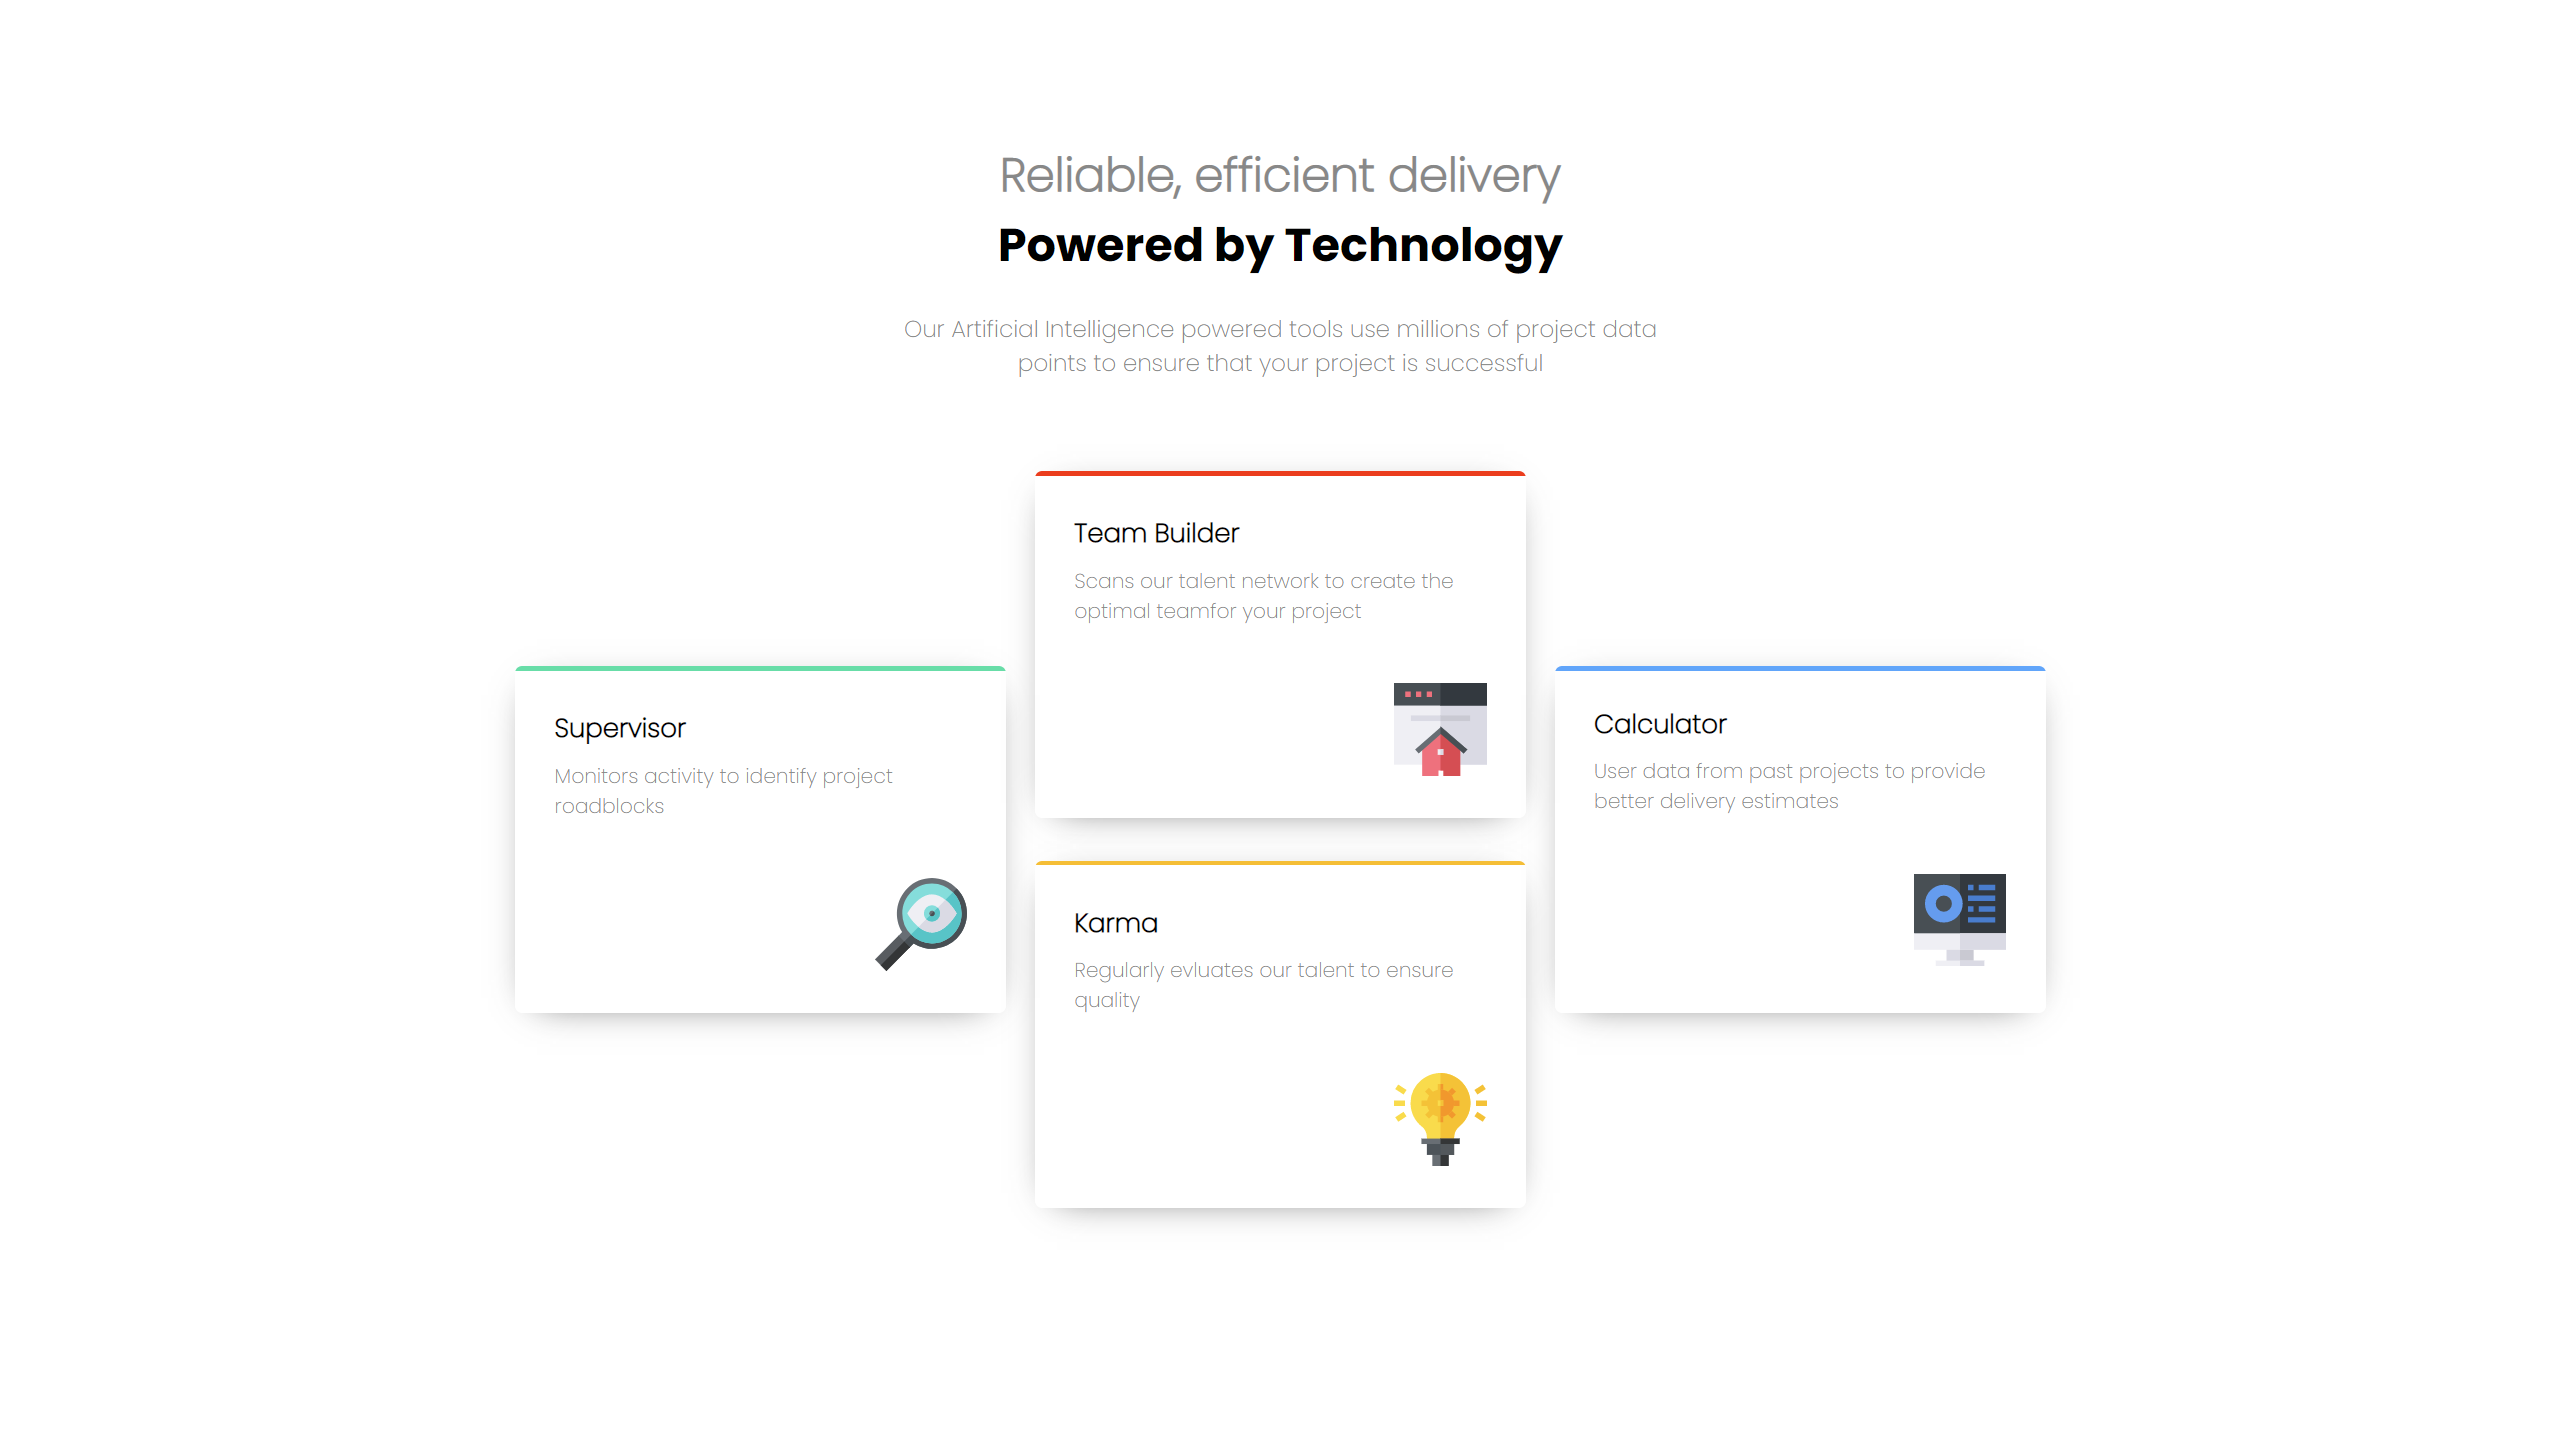 Reliable, efficient delivery
Powered by Technology
Our Artificial Intelligence powered tools use millions of project data
points to ensure that your project is successful
Team Builder
Scans our talent network to create the
optimal teamfor your project
Supervisor
Monitors activity to identify project
roadblocks
Calculator
User data from past projects to provide
better delivery estimates
Karma
Regularly evluates our talent to ensure
quality